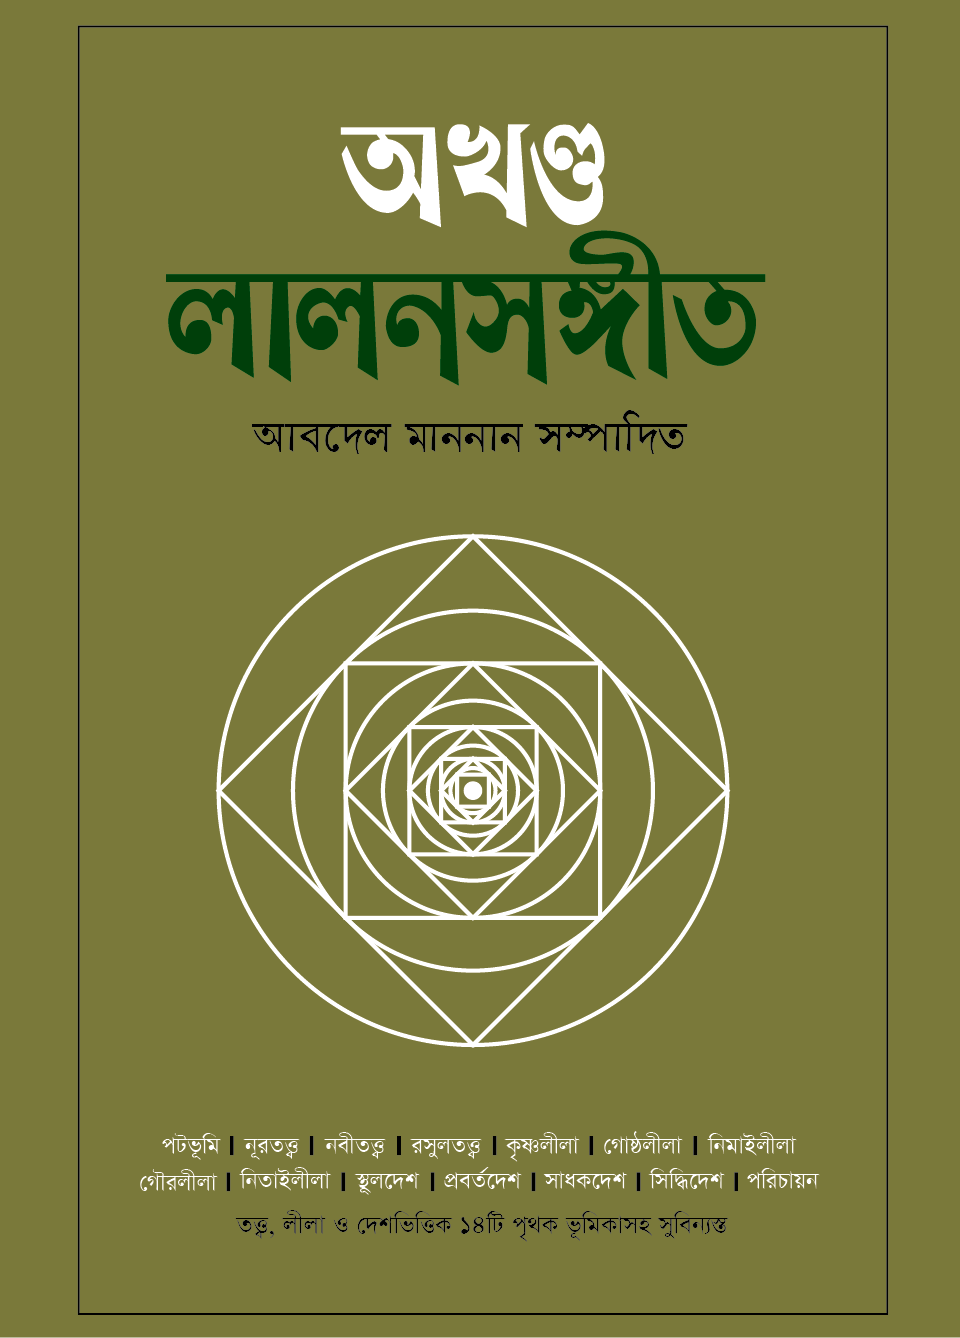 অখণ্ড
লালনসঙ্গীত
আবদেল মাননান সম্পাদিত
পটভূমি | নূরতত্ত্ব | নবীতত্ত্ব | রসুলতত্ত্ব | কৃষ্ণলীলা | গোষ্ঠলীলা | নিমাইলীলা
গৌরলীলা | নিতাইলীলা | স্থূলদেশ | প্রবর্তদেশ | সাধকদেশ | সিদ্ধিদেশ | পরিচায়ন
তত্ত্ব, লীলা ও দেশভিত্তিক ১৪টি পৃথক ভূমিকাসহ সুবিন্যস্ত